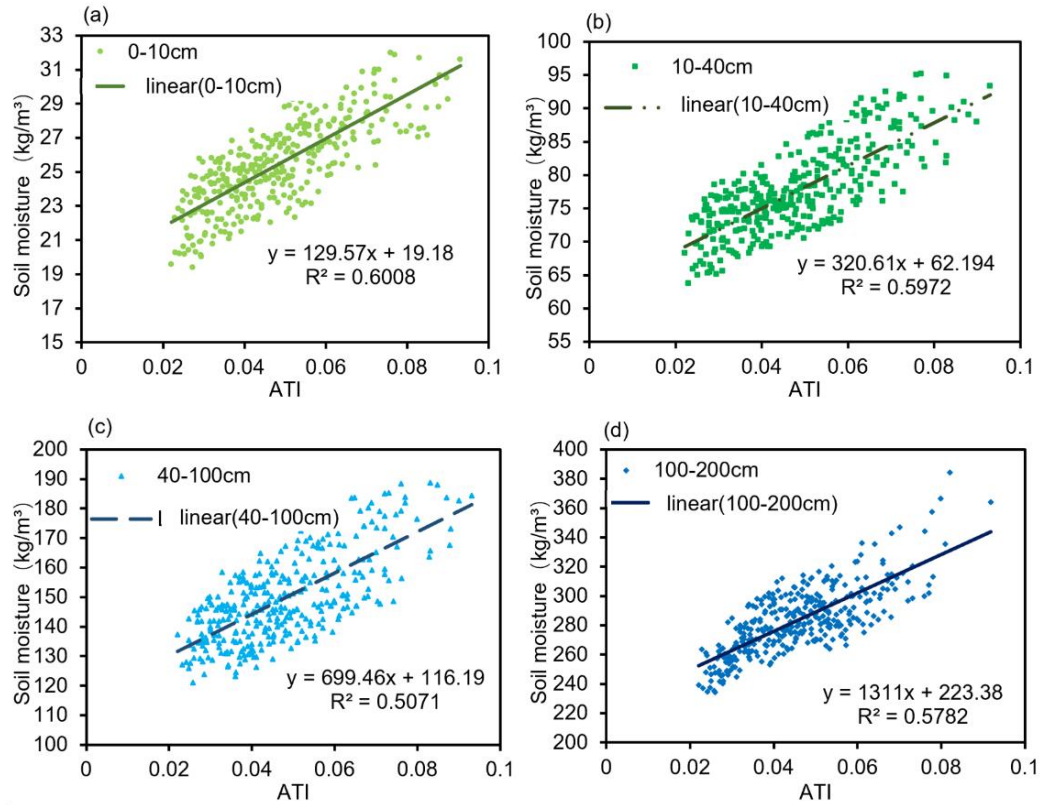 (a)
0-10cm
linear(0-10cm)
y = 129.57x + 19.18
R² = 0.6008
33
31
29
27
25
23
21
19
17
15
Soil moisture (kg/m³)
0 0.02 0.04 0.06 0.08 0.1
ATI
(b)
10-40cm
linear(10-40cm)
y = 320.61x + 62.194
R² = 0.5972
100
95
90
85
80
75
70
65
60
55
Soil moisture (kg/m³)
0 0.02 0.04 0.06 0.08 0.1
ATI
(c)
40-100cm
linear(40-100cm)
y = 699.46x + 116.19
R² = 0.5071
200
190
180
170
160
150
140
130
120
110
100
Soil moisture (kg/m³)
0 0.02 0.04 0.06 0.08 0.1
ATI
(d)
100-200cm
linear(100-200cm)
y = 1311x + 223.38
R² = 0.5782
400
380
360
340
320
300
280
260
240
220
200
Soil moisture (kg/m³)
0 0.02 0.04 0.06 0.08 0.1
ATI